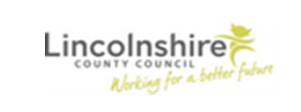 Lincolnshire
COUNTY COUNCIL
Working for a better future